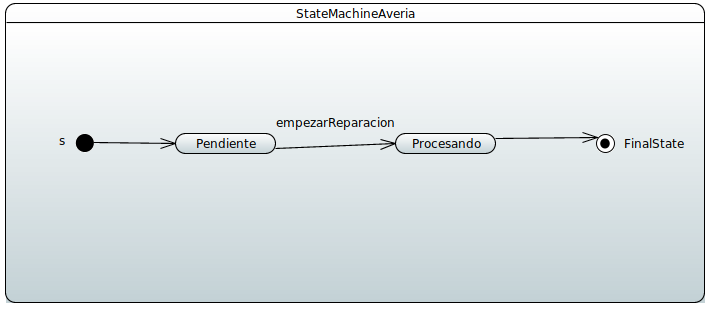 StateMachineAveria
empezarReparacion
s
Pendiente
Procesando
FinalState